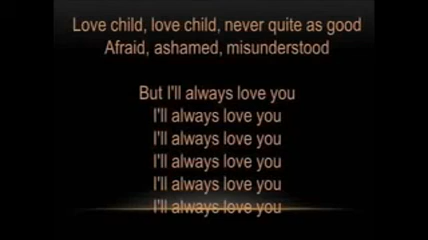 Love child, love child, never quite as good
Afraid, ashamed, misunderstood
But I'll always love you
I'll always love you
I'll always love you
I'll always love you
I'll always love you
I'll always love you